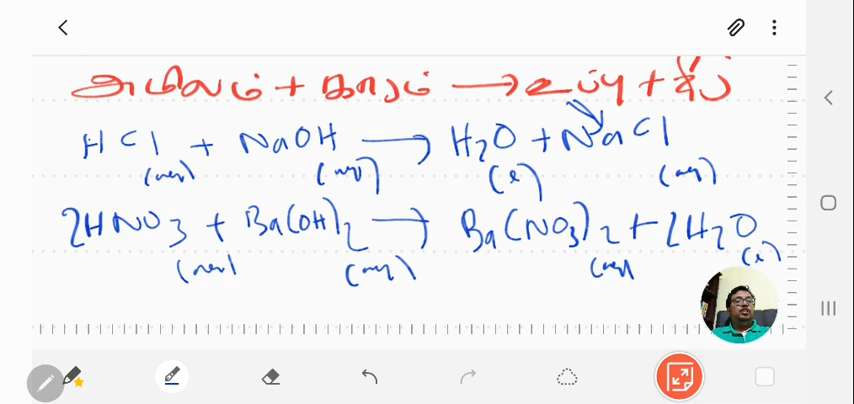 அமிலம் + காரம் → உப்பு + நீர்
HCl + NaOH → H₂O + NaCl
(aq) (aq) (l) (aq)
2HNO₃ + Ba(OH)₂ → Ba(NO₃)₂ + 2H₂O
(aq) (aq) (aq) (l)